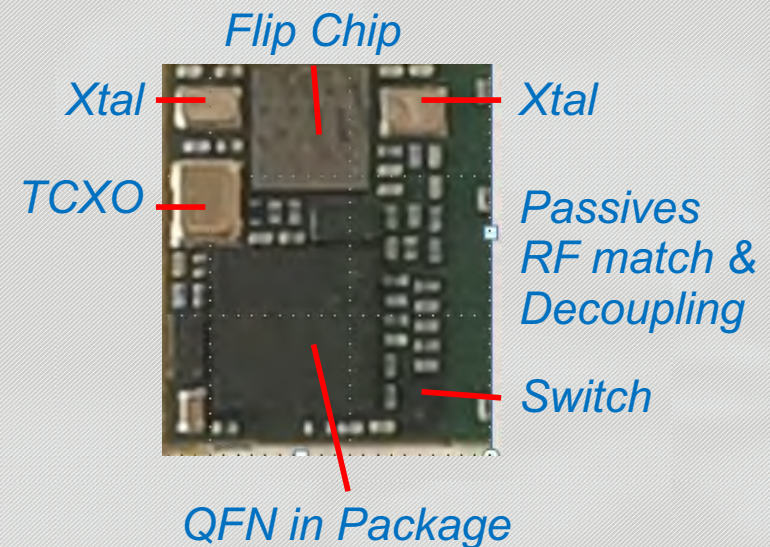 Flip Chip
Xtal
Xtal
TCXO
Passives
RF match &
Decoupling
Switch
QFN in Package